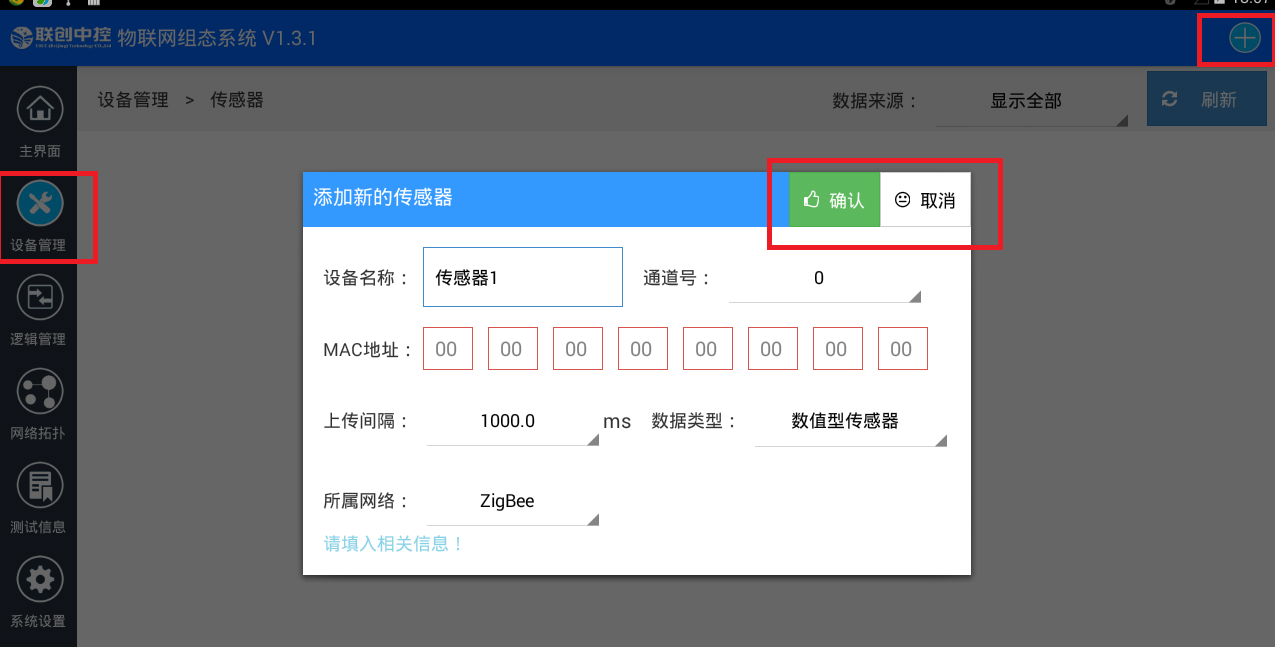 联创中控 物联网组态系统 V1.3.1
设备管理 > 传感器
数据来源： 显示全部 刷新
主界面
设备管理
逻辑管理
网络拓扑
测试信息
系统设置
添加新的传感器 确认 取消
设备名称： 传感器1 通道号： 0
MAC地址： 00 00 00 00 00 00 00 00
上传间隔： 1000.0 ms 数据类型： 数值型传感器
所属网络： ZigBee
请填入相关信息！